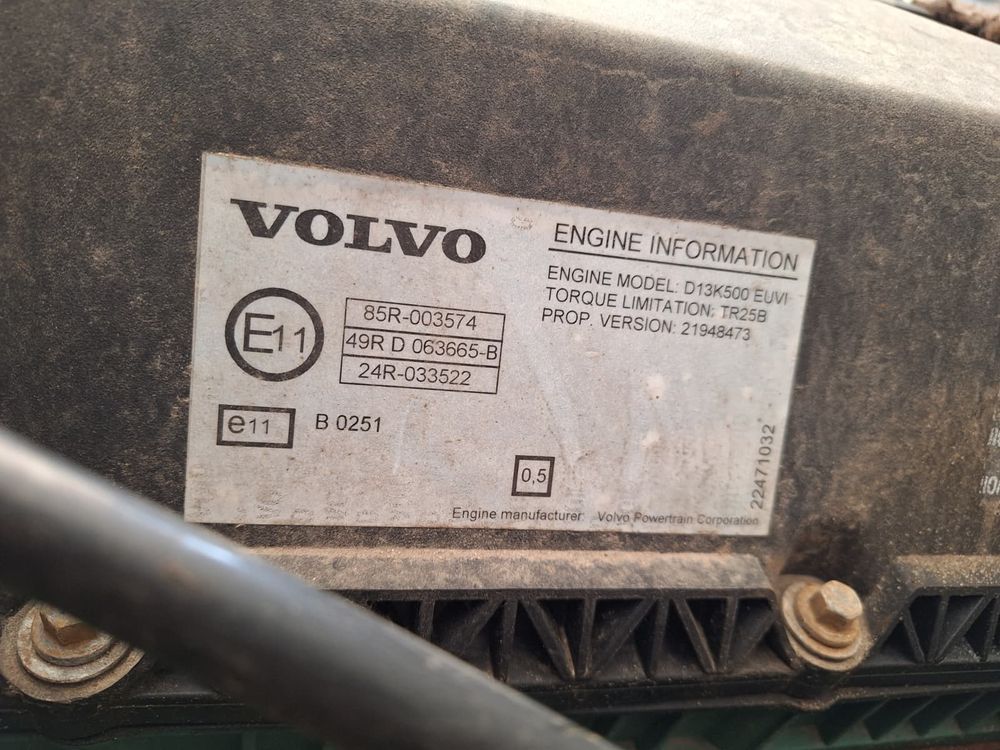 VOLVO
E11
85R-003574
49R D 063665-B
24R-033522
e11
B 0251
0,5
ENGINE INFORMATION
ENGINE MODEL: D13K500 EUVI
TORQUE LIMITATION: TR25B
PROP. VERSION: 21948473
22471032
Engine manufacturer: Volvo Powertrain Corporation